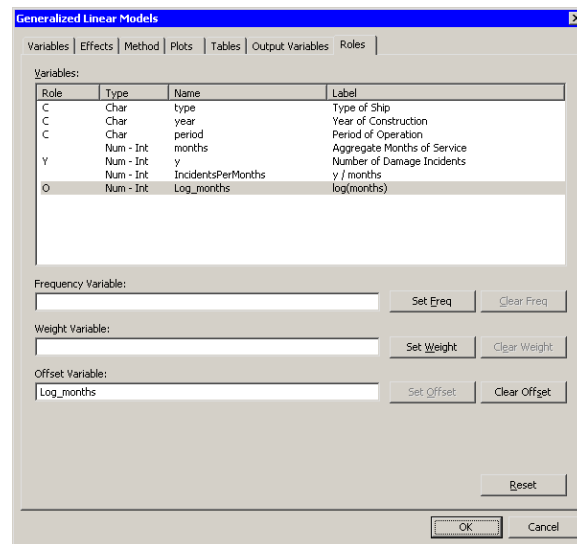 Generalized Linear Models
Variables Effects Method Plots Tables Output Variables Roles
Variables:
Role Type Name Label
C Char type Type of Ship
C Char year Year of Construction
C Char period Period of Operation
Num - Int months Aggregate Months of Service
Y Num - Int y Number of Damage Incidents
Num - Int IncidentsPerMonths y / months
O Num - Int Log_months log(months)
Frequency Variable:
Set Freq Clear Freq
Weight Variable:
Set Weight Clear Weight
Offset Variable:
Log_months Set Offset Clear Offset
Reset
OK Cancel